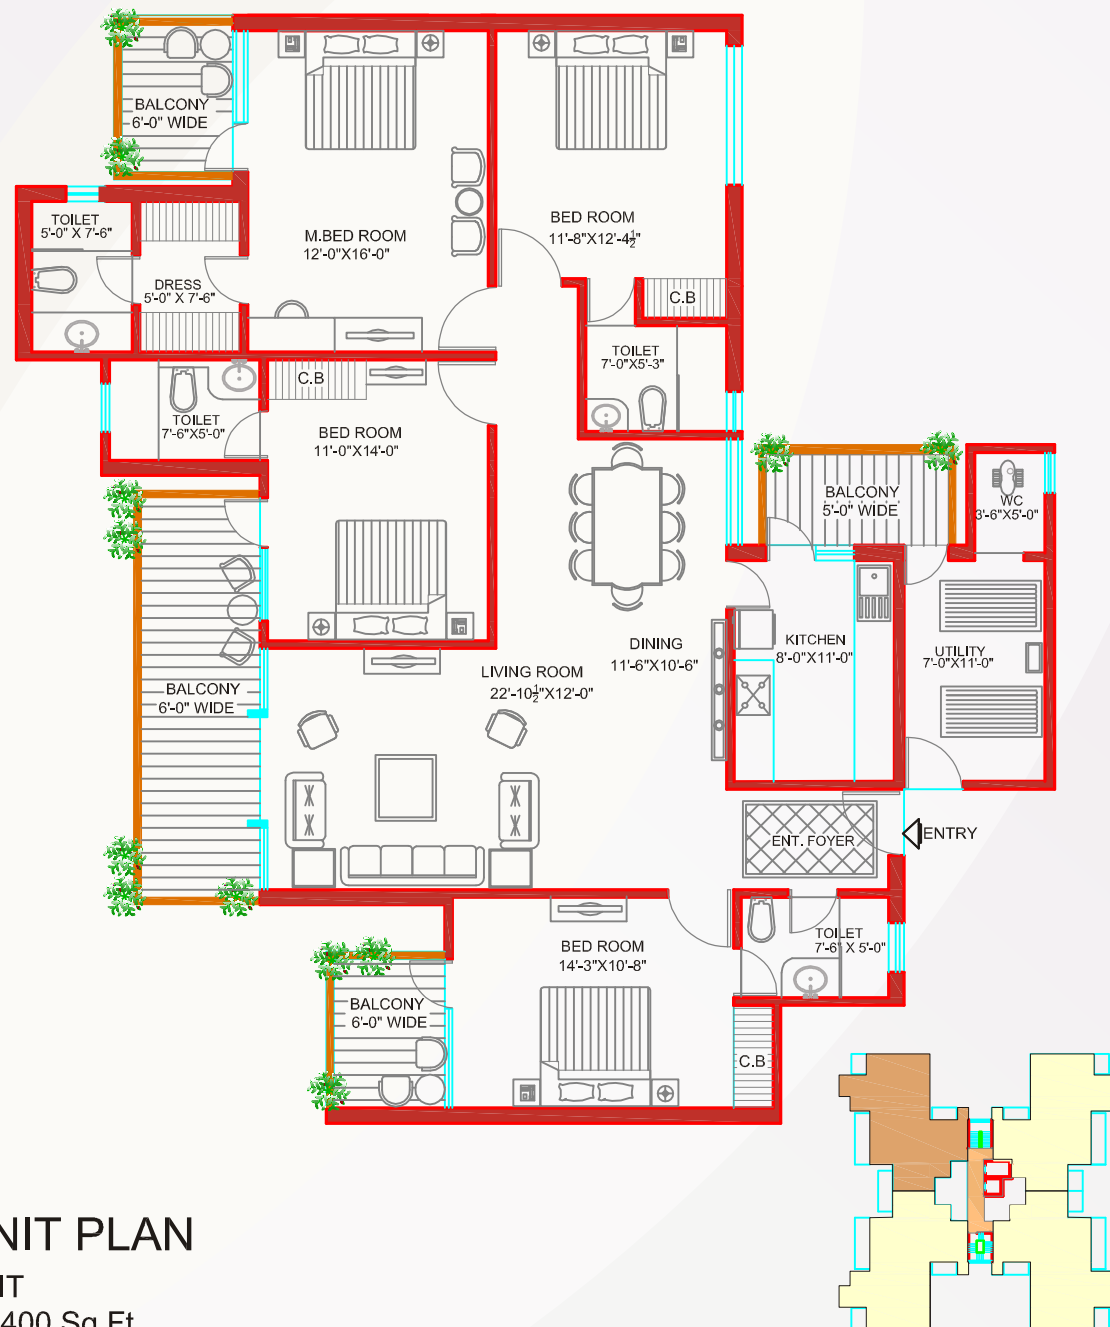 BALCONY
6'-0" WIDE
TOILET
5'-0" X 7'-6"
M.BED ROOM
12'-0"X16'-0"
BED ROOM
11'-8"X12'-4½"
DRESS
5'-0" X 7'-6"
C.B
TOILET
7'-0"X5'-3"
C.B
TOILET
7'-6"X5'-0"
BED ROOM
11'-0"X14'-0"
BALCONY
5'-0" WIDE
WC
3'-6"X5'-0"
DINING
11'-6"X10'-6"
KITCHEN
8'-0"X11'-0"
UTILITY
7'-0"X11'-0"
LIVING ROOM
22'-10½"X12'-0"
BALCONY
6'-0" WIDE
ENT. FOYER
ENTRY
BED ROOM
14'-3"X10'-8"
TOILET
7'-6" X 5'-0"
BALCONY
6'-0" WIDE
C.B
NIT PLAN
IT
400 Sq.Ft.